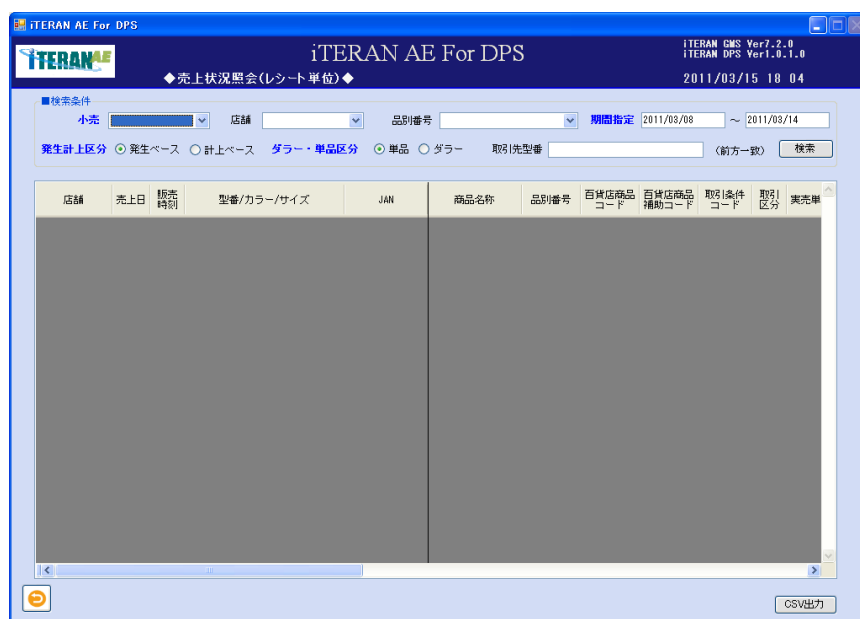 iTERAN AE For DPS
iTERAN AE
iTERAN AE For DPS
iTERAN GMS Ver7.2.0
iTERAN DPS Ver1.0.1.0
◆売上状況照会(レシート単位)◆
2011/03/15 18 04
■検索条件
小売 店舗 品別番号 期間指定 2011/03/08 ～ 2011/03/14
発生計上区分 発生ベース 計上ベース ダラー・単品区分 単品 ダラー 取引先型番 (前方一致) 検索
店舗 売上日 販売時刻 型番/カラー/サイズ JAN 商品名称 品別番号 百貨店商品コード 百貨店商品補助コード 取引条件コード 取引区分 実売単
CSV出力